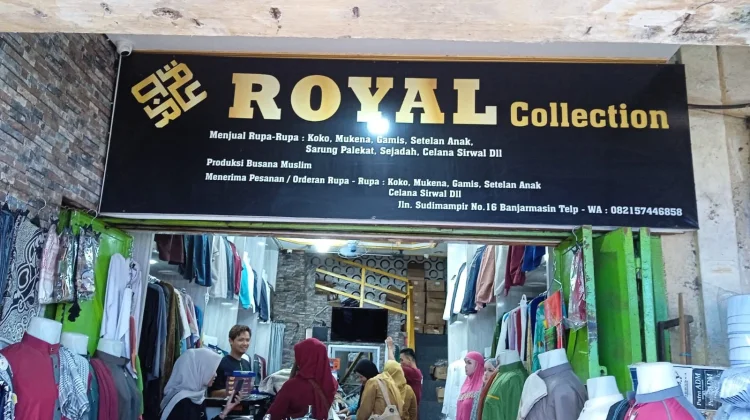 ROYAL Collection
Menjual Rupa-Rupa : Koko, Mukena, Gamis, Setelan Anak,
Sarung Palekat, Sejadah, Celana Sirwal Dll
Produksi Busana Muslim
Menerima Pesanan / Orderan Rupa - Rupa : Koko, Mukena, Gamis, Setelan Anak
Celana Sirwal Dll
Jln. Sudimampir No.16 Banjarmasin Telp - WA : 082157446858